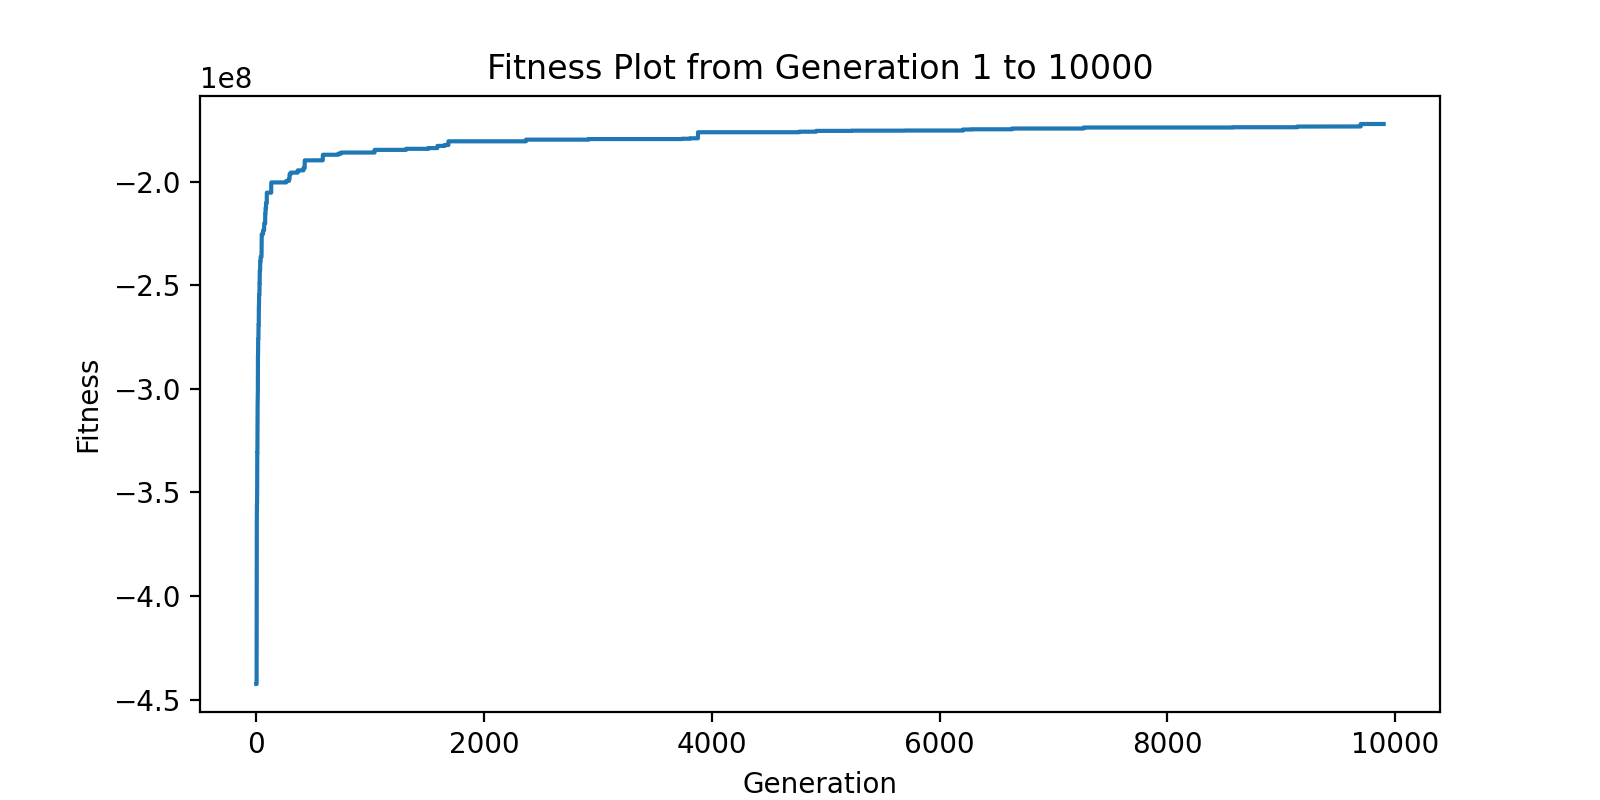 Fitness Plot from Generation 1 to 10000
1e8
−2.0
−2.5
−3.0
−3.5
−4.0
−4.5
Fitness
0 2000 4000 6000 8000 10000
Generation